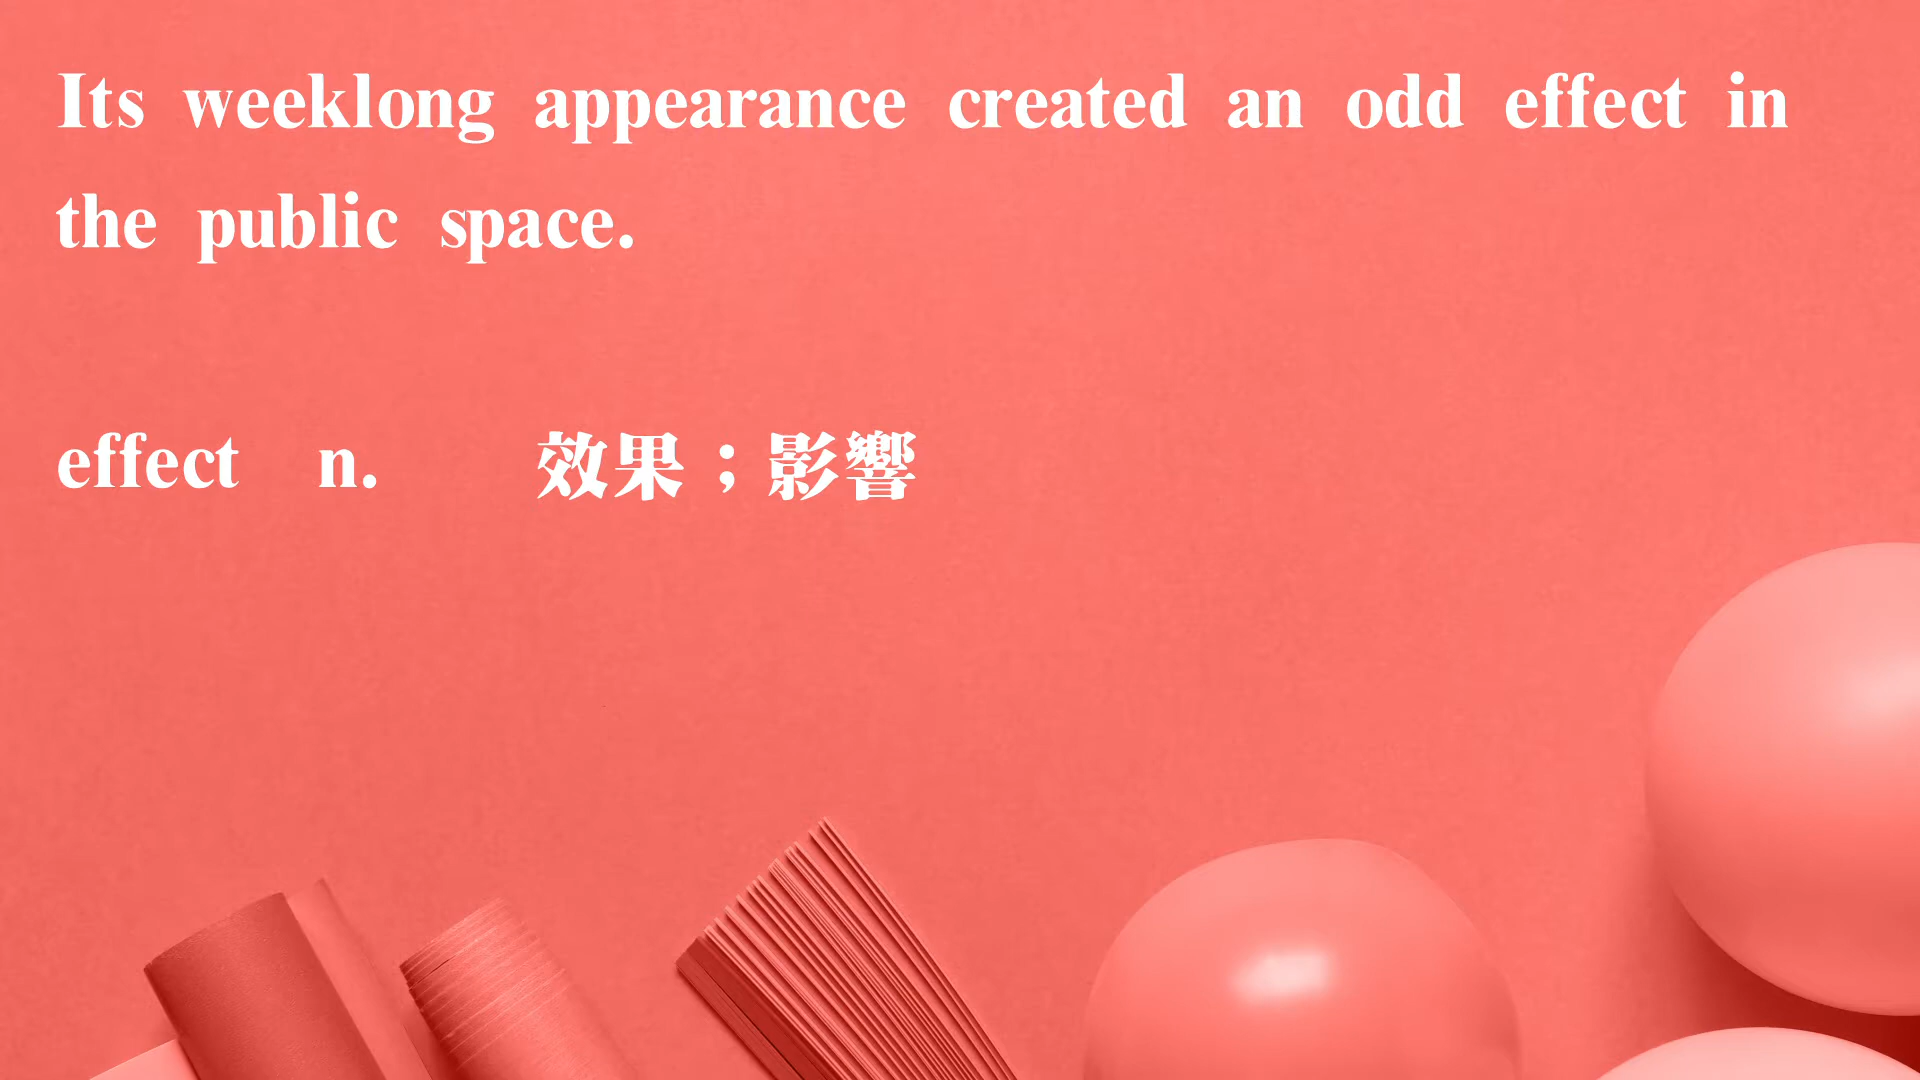 Its weeklong appearance created an odd effect in
the public space.
effect n. 效果；影響